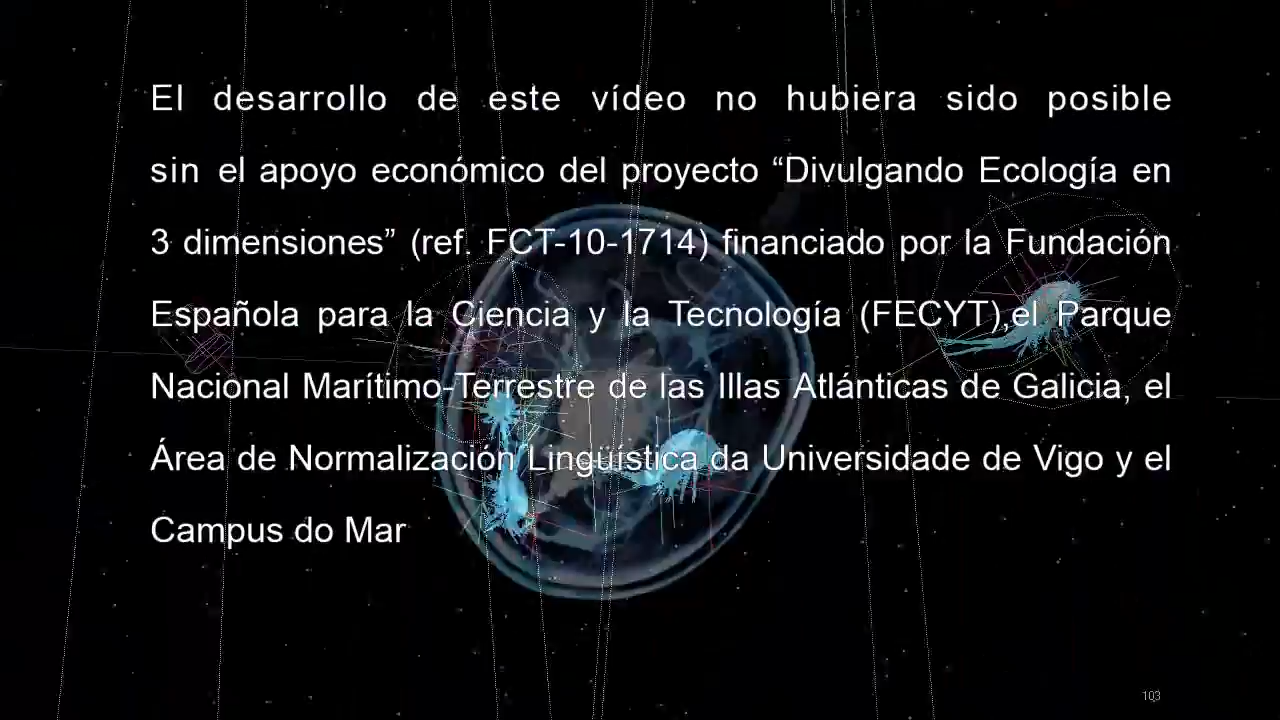 El desarrollo de este vídeo no hubiera sido posible
sin el apoyo económico del proyecto “Divulgando Ecología en
3 dimensiones” (ref. FCT-10-1714) financiado por la Fundación
Española para la Ciencia y la Tecnología (FECYT),el Parque
Nacional Marítimo-Terrestre de las Illas Atlánticas de Galicia, el
Área de Normalización Lingüística da Universidade de Vigo y el
Campus do Mar
103